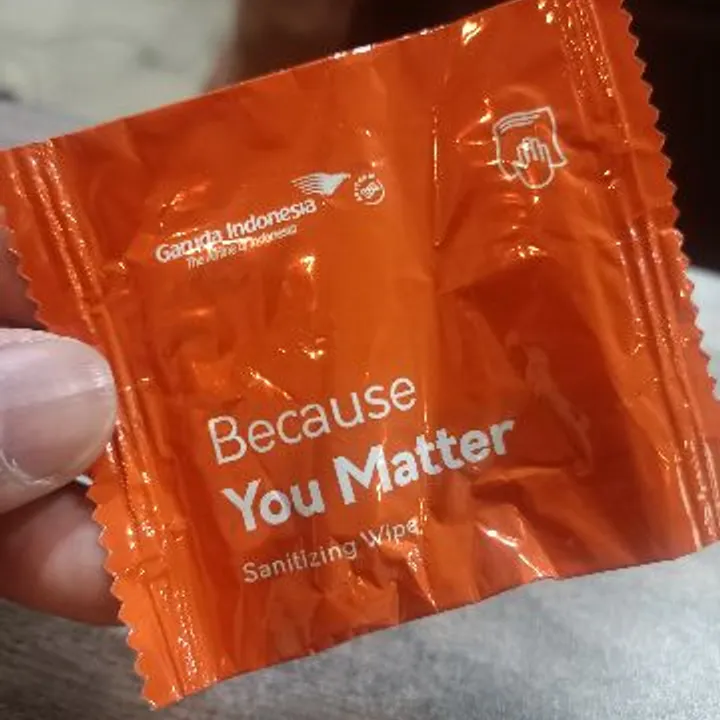 Garuda Indonesia
The Airline of Indonesia
Because
You Matter
Sanitizing Wipe